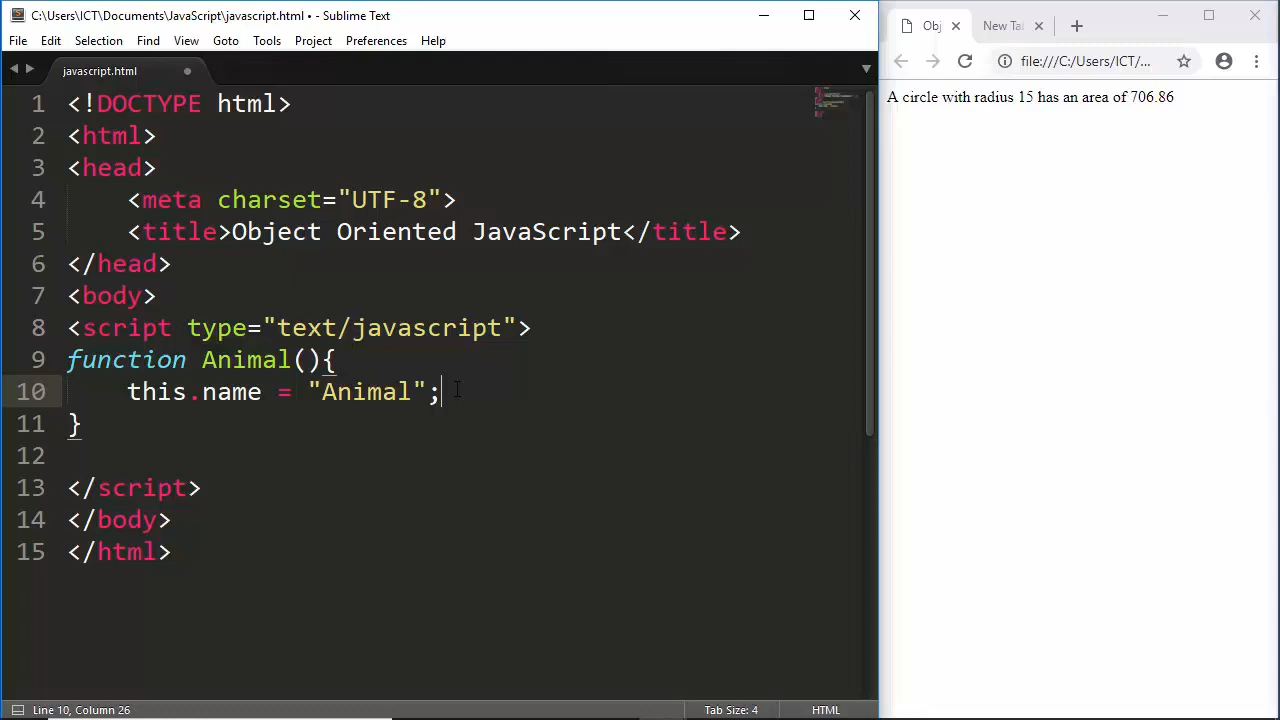 C:\Users\ICT\Documents\JavaScript\javascript.html • - Sublime Text
File Edit Selection Find View Goto Tools Project Preferences Help
javascript.html
1 <!DOCTYPE html>
2 <html>
3 <head>
4 <meta charset="UTF-8">
5 <title>Object Oriented JavaScript</title>
6 </head>
7 <body>
8 <script type="text/javascript">
9 function Animal(){
10 this.name = "Animal";
11 }
12
13 </script>
14 </body>
15 </html>
Line 10, Column 26 Tab Size: 4 HTML
Obj New Tal
file:///C:/Users/ICT/...
A circle with radius 15 has an area of 706.86